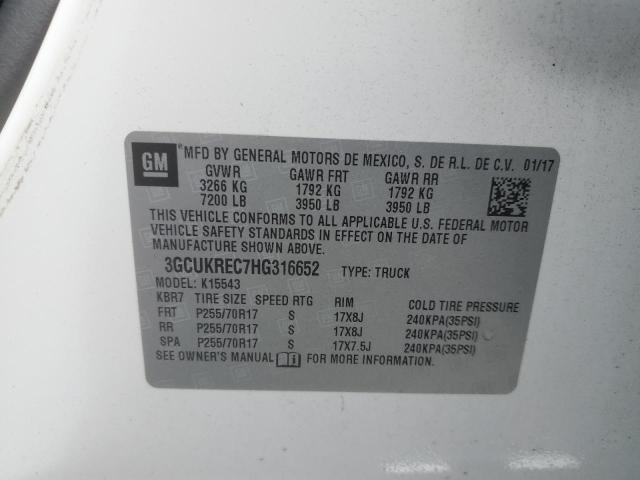 GM MFD BY GENERAL MOTORS DE MEXICO, S. DE R.L. DE C.V. 01/17
GVWR GAWR FRT GAWR RR
3266 KG 1792 KG 1792 KG
7200 LB 3950 LB 3950 LB
THIS VEHICLE CONFORMS TO ALL APPLICABLE U.S. FEDERAL MOTOR
VEHICLE SAFETY STANDARDS IN EFFECT ON THE DATE OF
MANUFACTURE SHOWN ABOVE.
3GCUKREC7HG316652 TYPE: TRUCK
MODEL: K15543
KBR7 TIRE SIZE SPEED RTG RIM COLD TIRE PRESSURE
FRT P255/70R17 S 17X8J 240KPA(35PSI)
RR P255/70R17 S 17X8J 240KPA(35PSI)
SPA P255/70R17 S 17X7.5J 240KPA(35PSI)
SEE OWNER'S MANUAL FOR MORE INFORMATION.